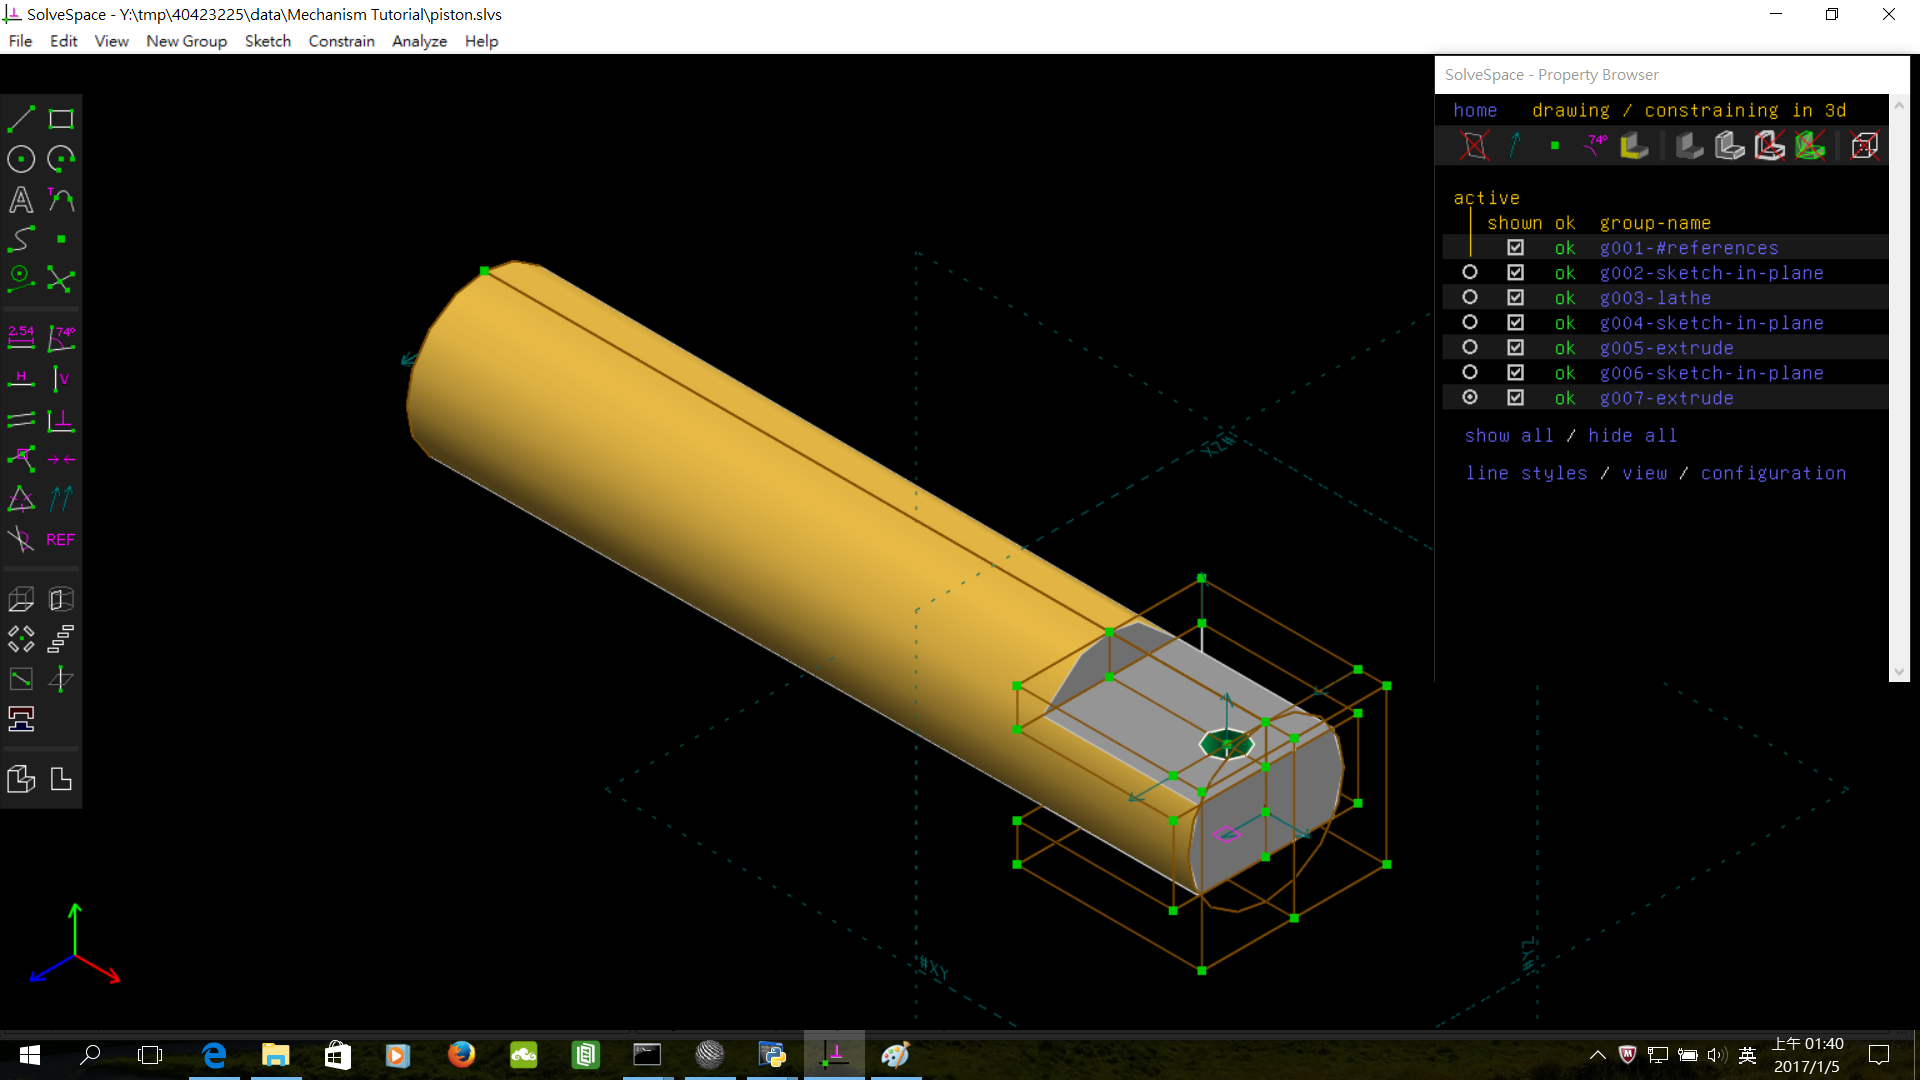 SolveSpace - Y:\tmp\40423225\data\Mechanism Tutorial\piston.slvs
File Edit View New Group Sketch Constrain Analyze Help
SolveSpace - Property Browser
home drawing / constraining in 3d
74°
active
shown ok group-name
ok g001-#references
ok g002-sketch-in-plane
ok g003-lathe
ok g004-sketch-in-plane
ok g005-extrude
ok g006-sketch-in-plane
ok g007-extrude
show all / hide all
line styles / view / configuration
A T
2.54 74°
H V
REF
#XZ
#XY
#YZ
英
上午 01:40
2017/1/5